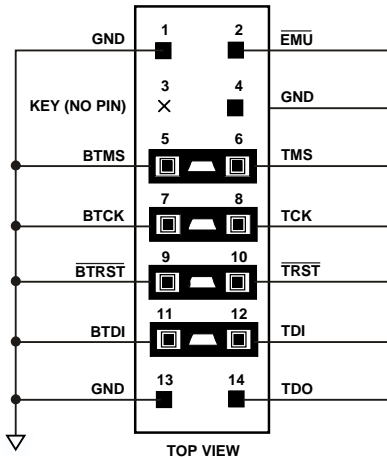 GND 1 2 EMU
KEY (NO PIN) 3 4 GND
BTMS 5 6 TMS
BTCK 7 8 TCK
BTRST 9 10 TRST
BTDI 11 12 TDI
GND 13 14 TDO
TOP VIEW